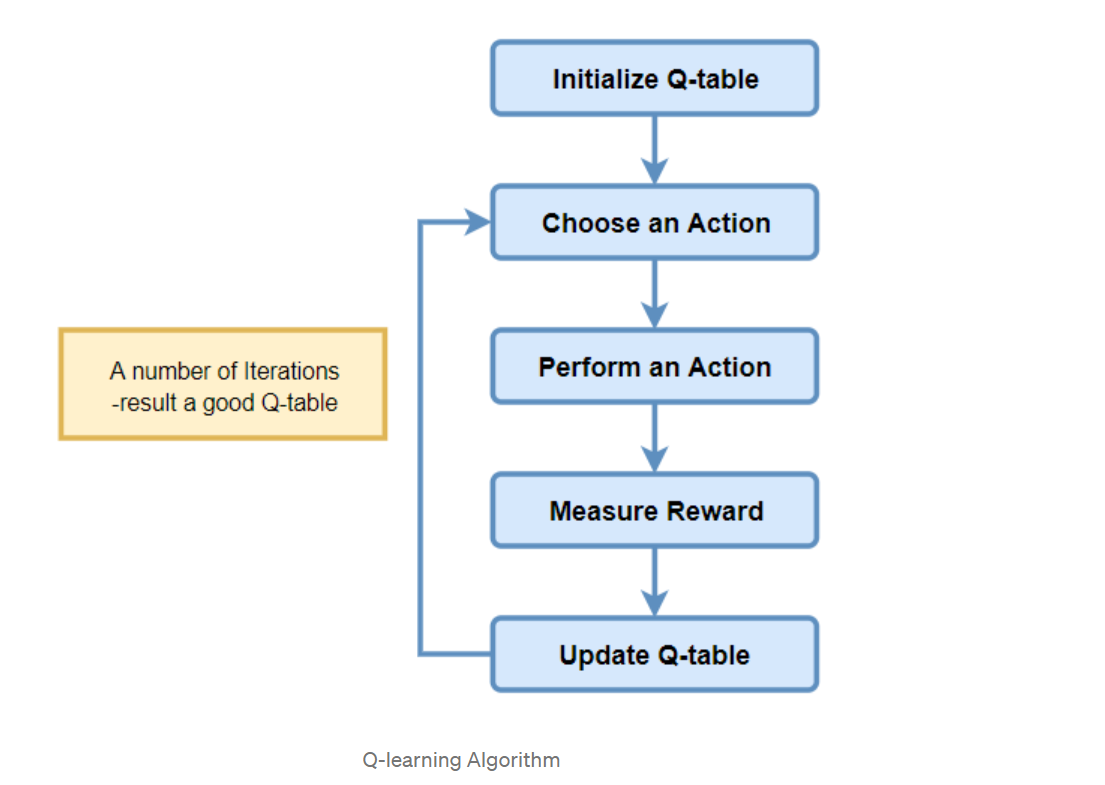 Initialize Q-table
Choose an Action
Perform an Action
A number of Iterations
-result a good Q-table
Measure Reward
Update Q-table
Q-learning Algorithm